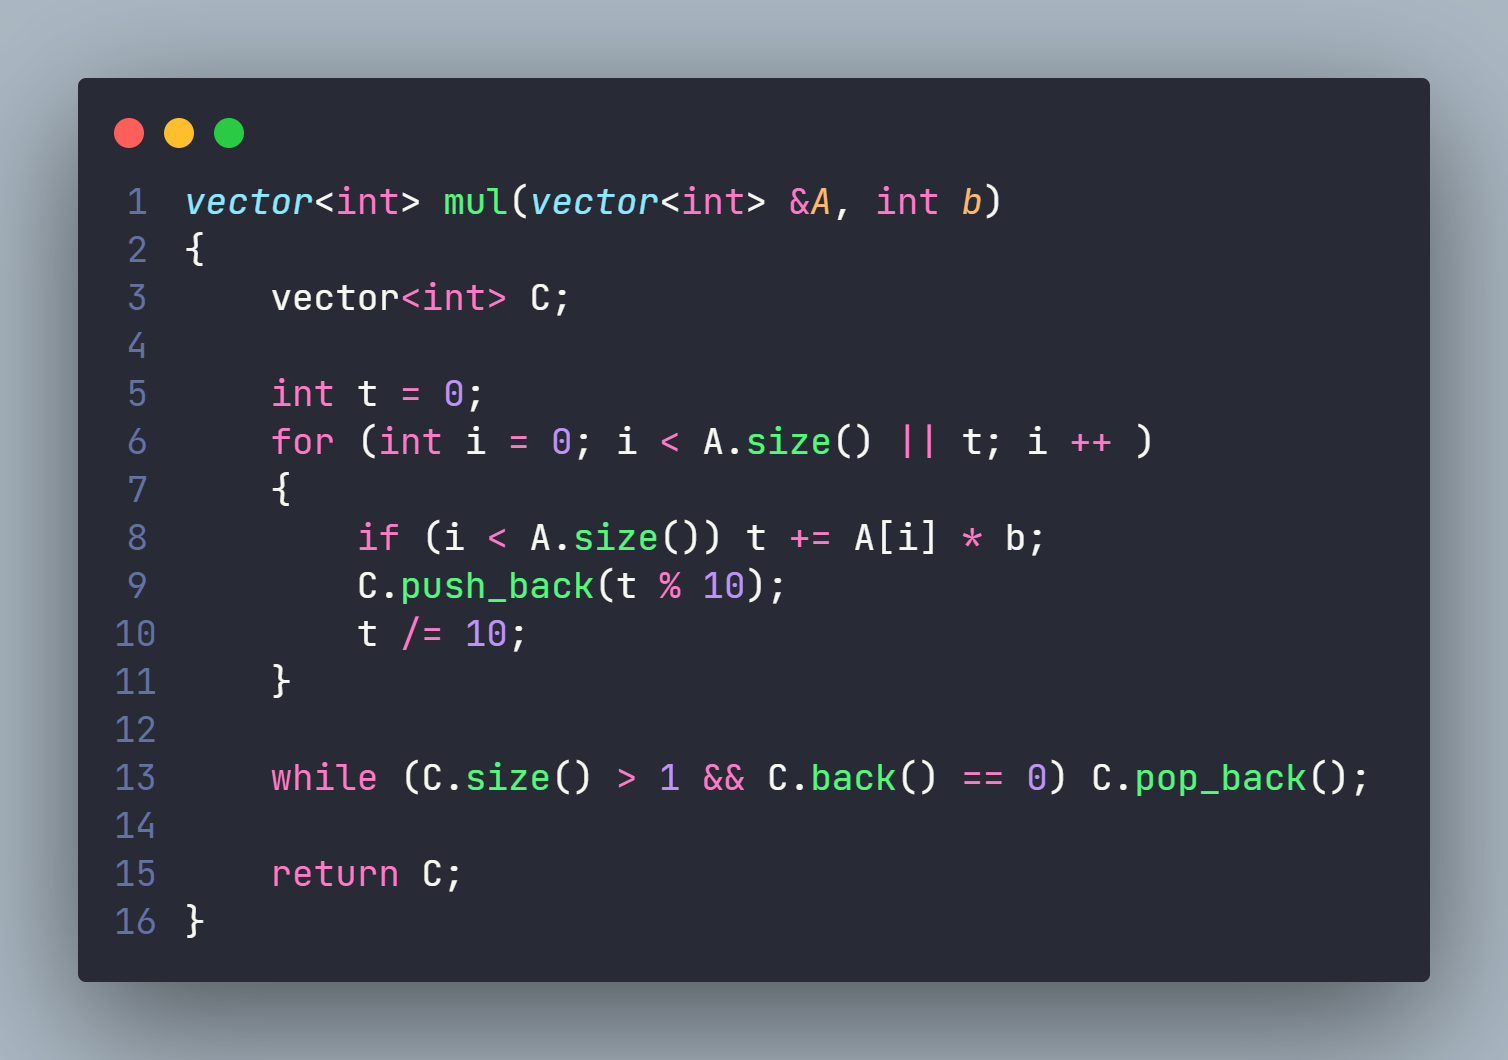 1 vector<int> mul(vector<int> &A, int b)
2 {
3     vector<int> C;
4
5     int t = 0;
6     for (int i = 0; i < A.size() || t; i ++ )
7     {
8         if (i < A.size()) t += A[i] * b;
9         C.push_back(t % 10);
10         t /= 10;
11     }
12
13     while (C.size() > 1 && C.back() == 0) C.pop_back();
14
15     return C;
16 }